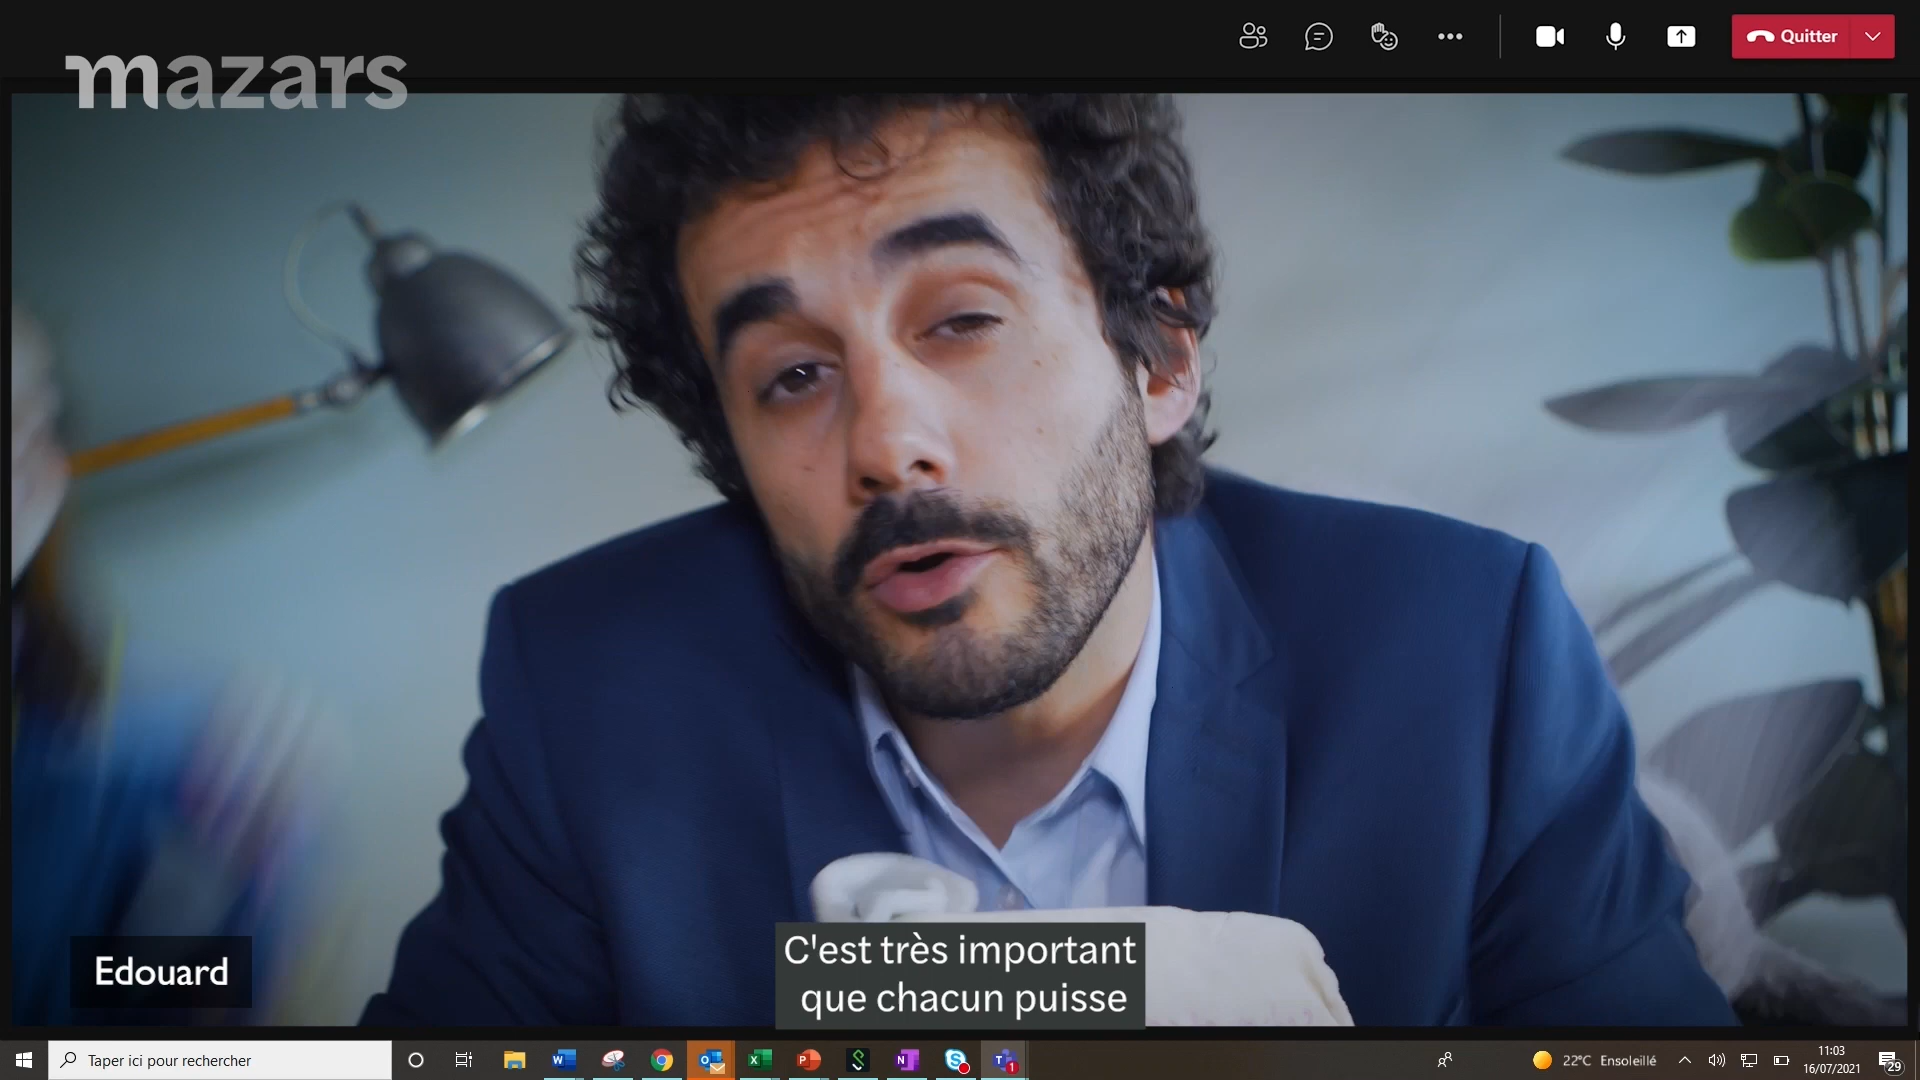 Quitter
mazars
Edouard
C'est très important
que chacun puisse
Taper ici pour rechercher
22°C Ensoleillé
11:03
16/07/2021
29
1